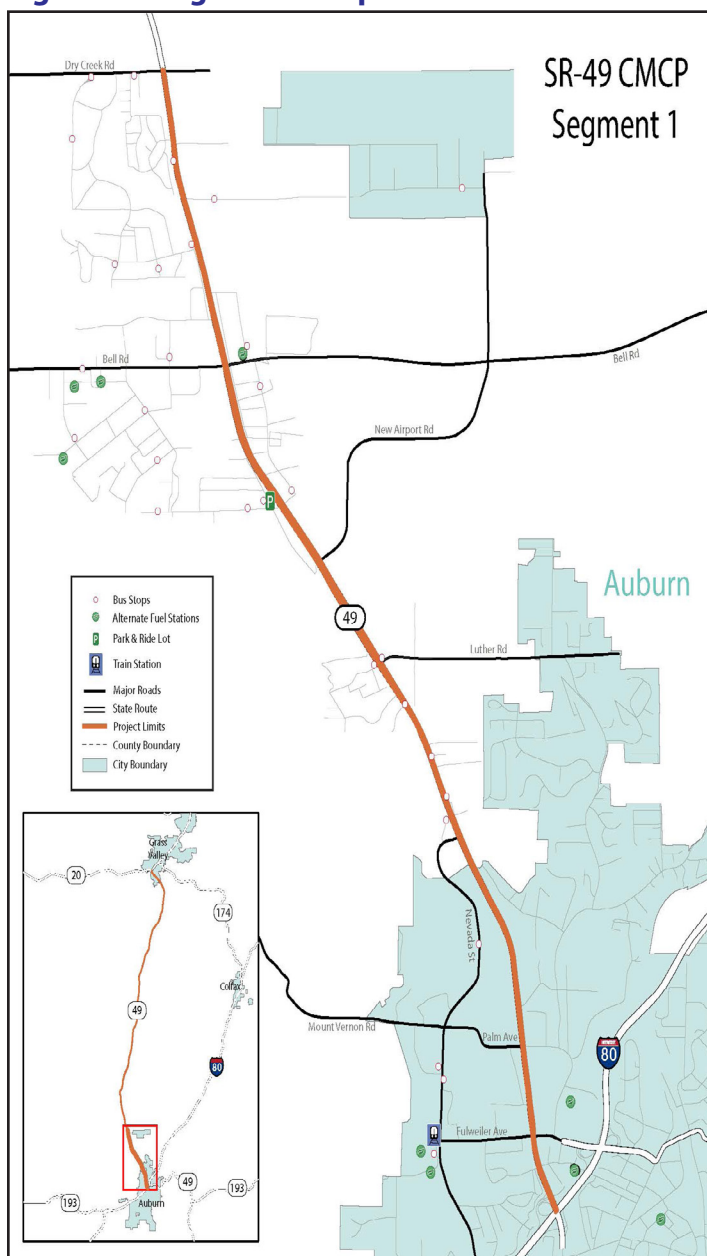 SR-49 CMCP
Segment 1
Dry Creek Rd
Bell Rd
Bell Rd
New Airport Rd
P
Auburn
49
Luther Rd
Bus Stops
Alternate Fuel Stations
P
Park & Ride Lot
Train Station
Major Roads
State Route
Project Limits
County Boundary
City Boundary
Nevada St
Mount Vernon Rd
Palm Ave
80
Fulweiler Ave
Grass
Valley
20
174
Colfax
49
80
49
193
193
Auburn